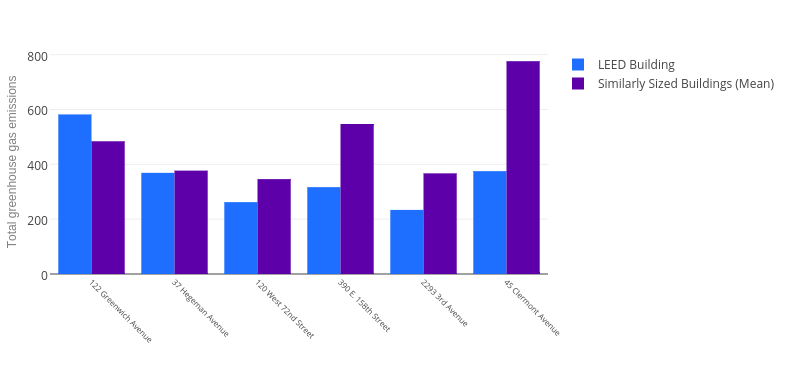 Total greenhouse gas emissions
800
600
400
200
0
122 Greenwich Avenue
37 Hegeman Avenue
120 West 72nd Street
390 E. 158th Street
2293 3rd Avenue
45 Clermont Avenue
LEED Building
Similarly Sized Buildings (Mean)